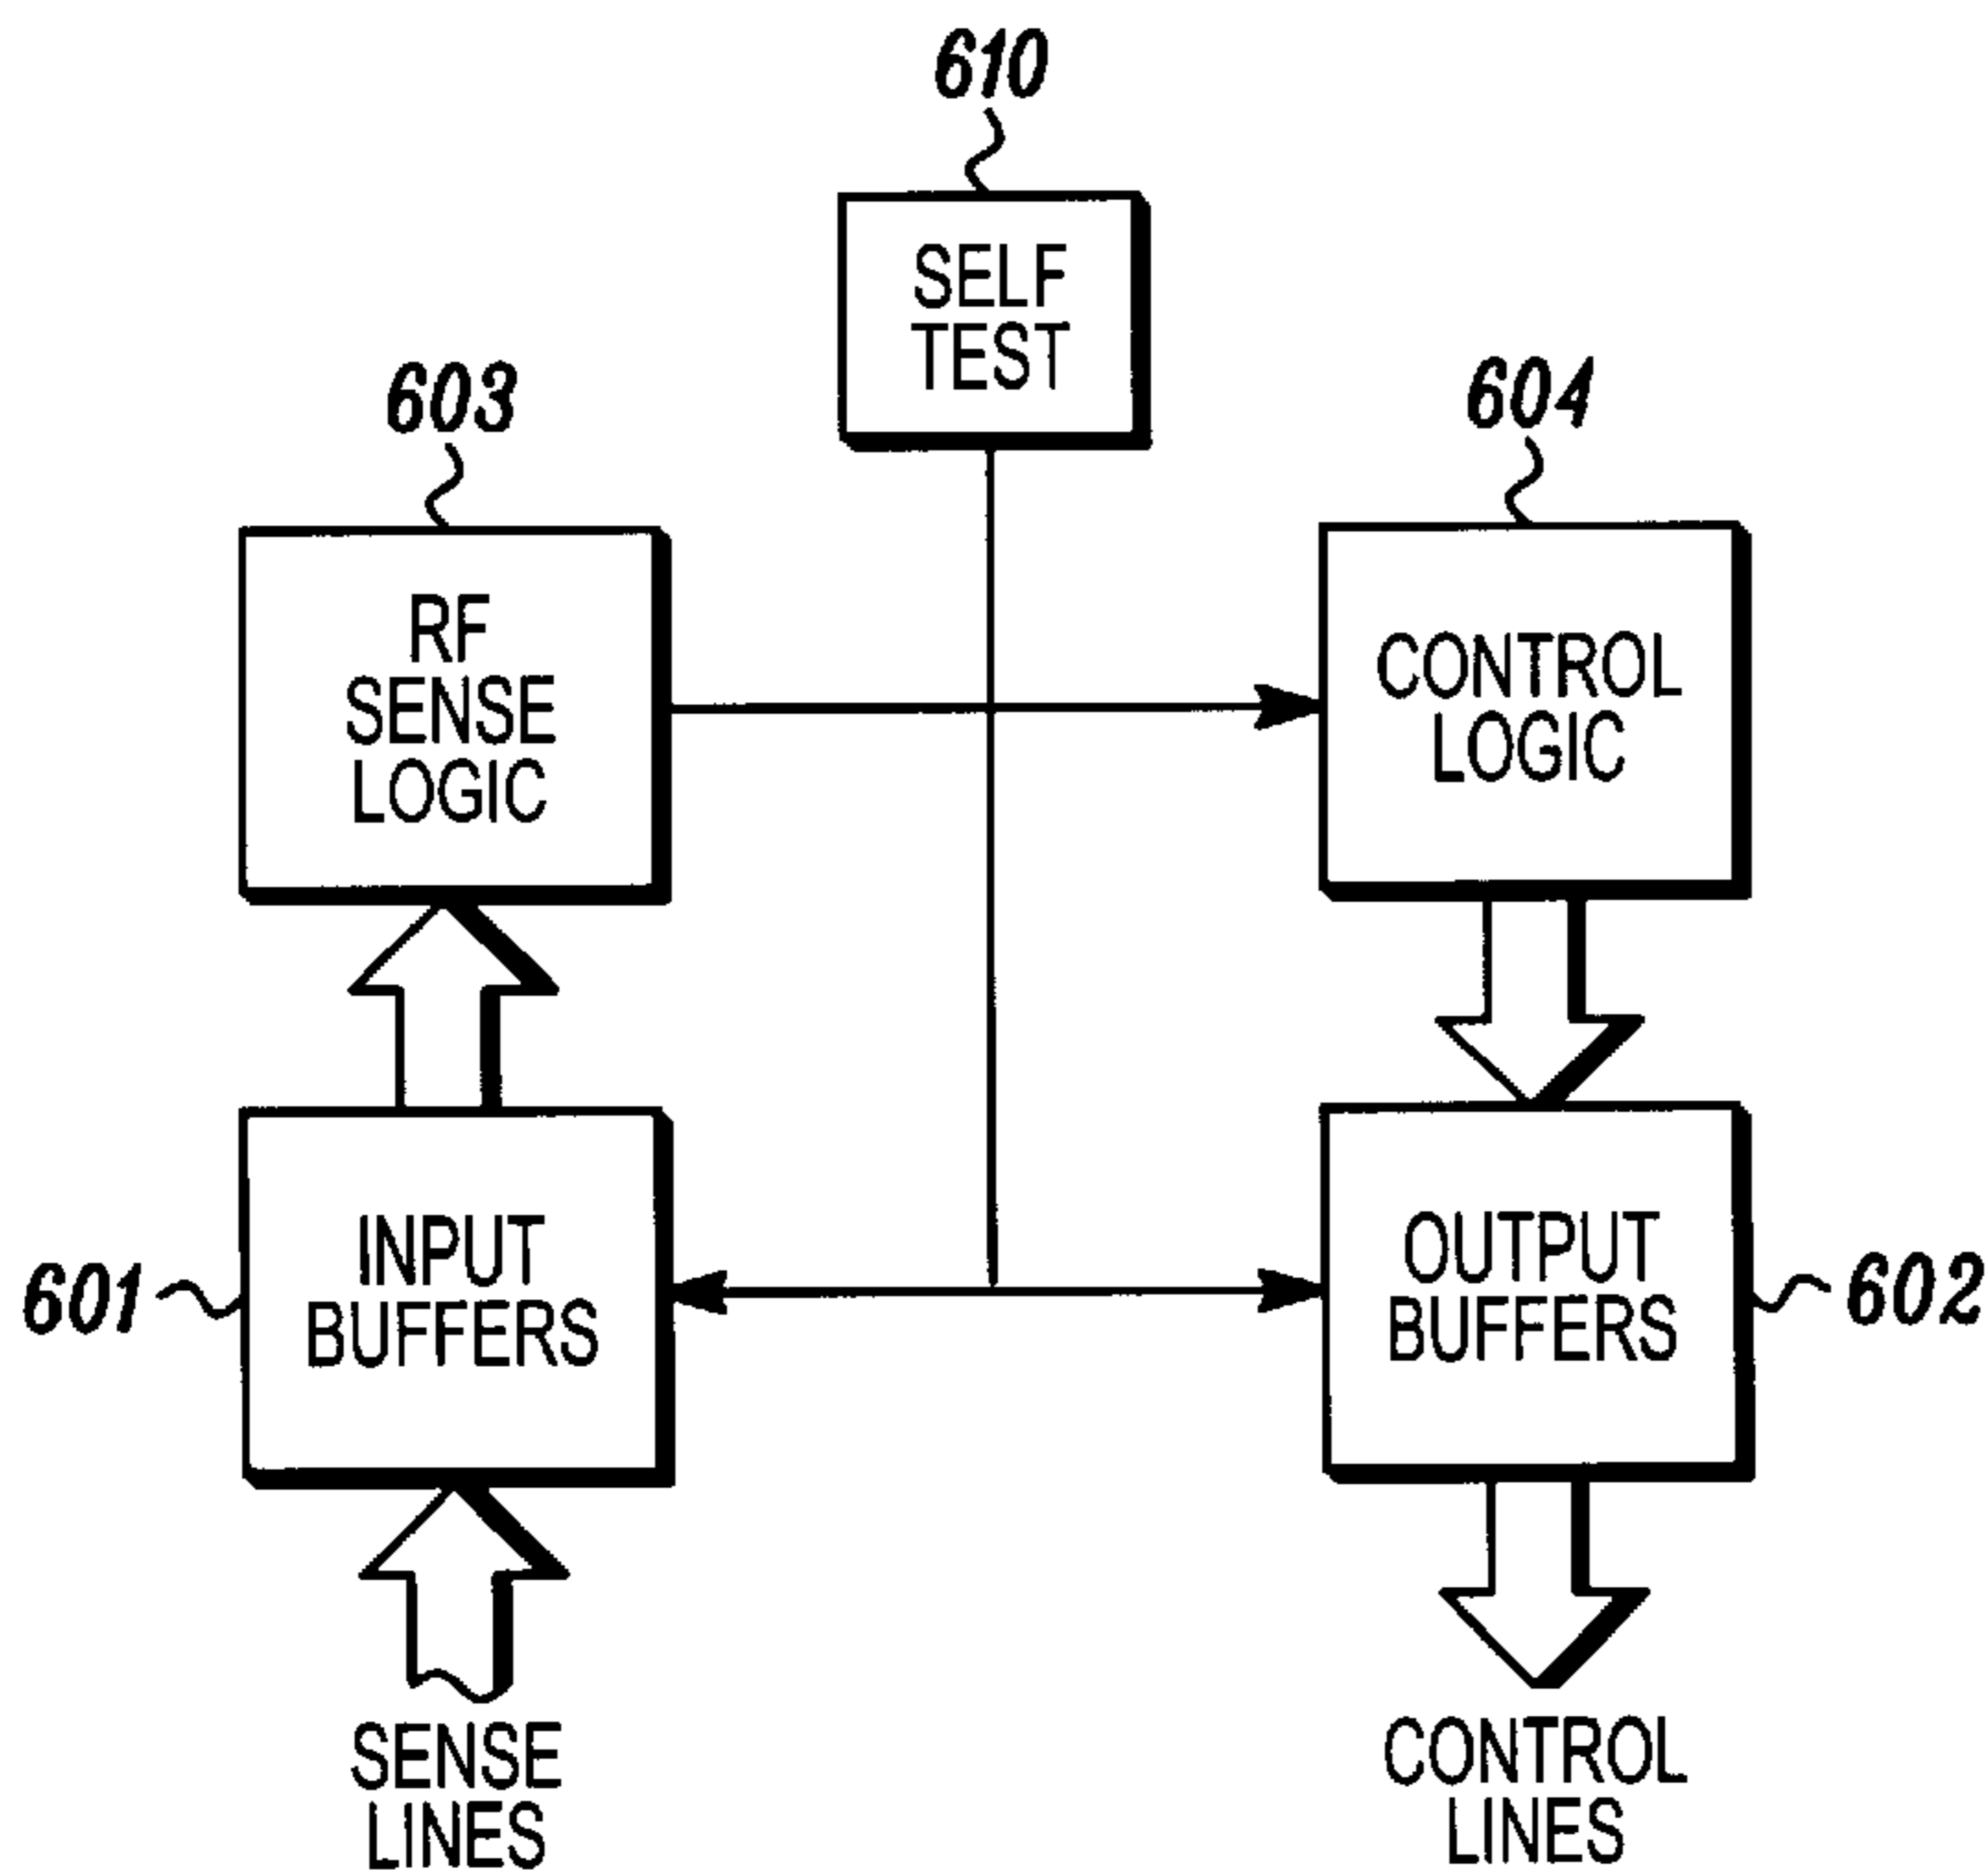 610
SELF
TEST
603
RF
SENSE
LOGIC
604
CONTROL
LOGIC
601
INPUT
BUFFERS
OUTPUT
BUFFERS
602
SENSE
LINES
CONTROL
LINES